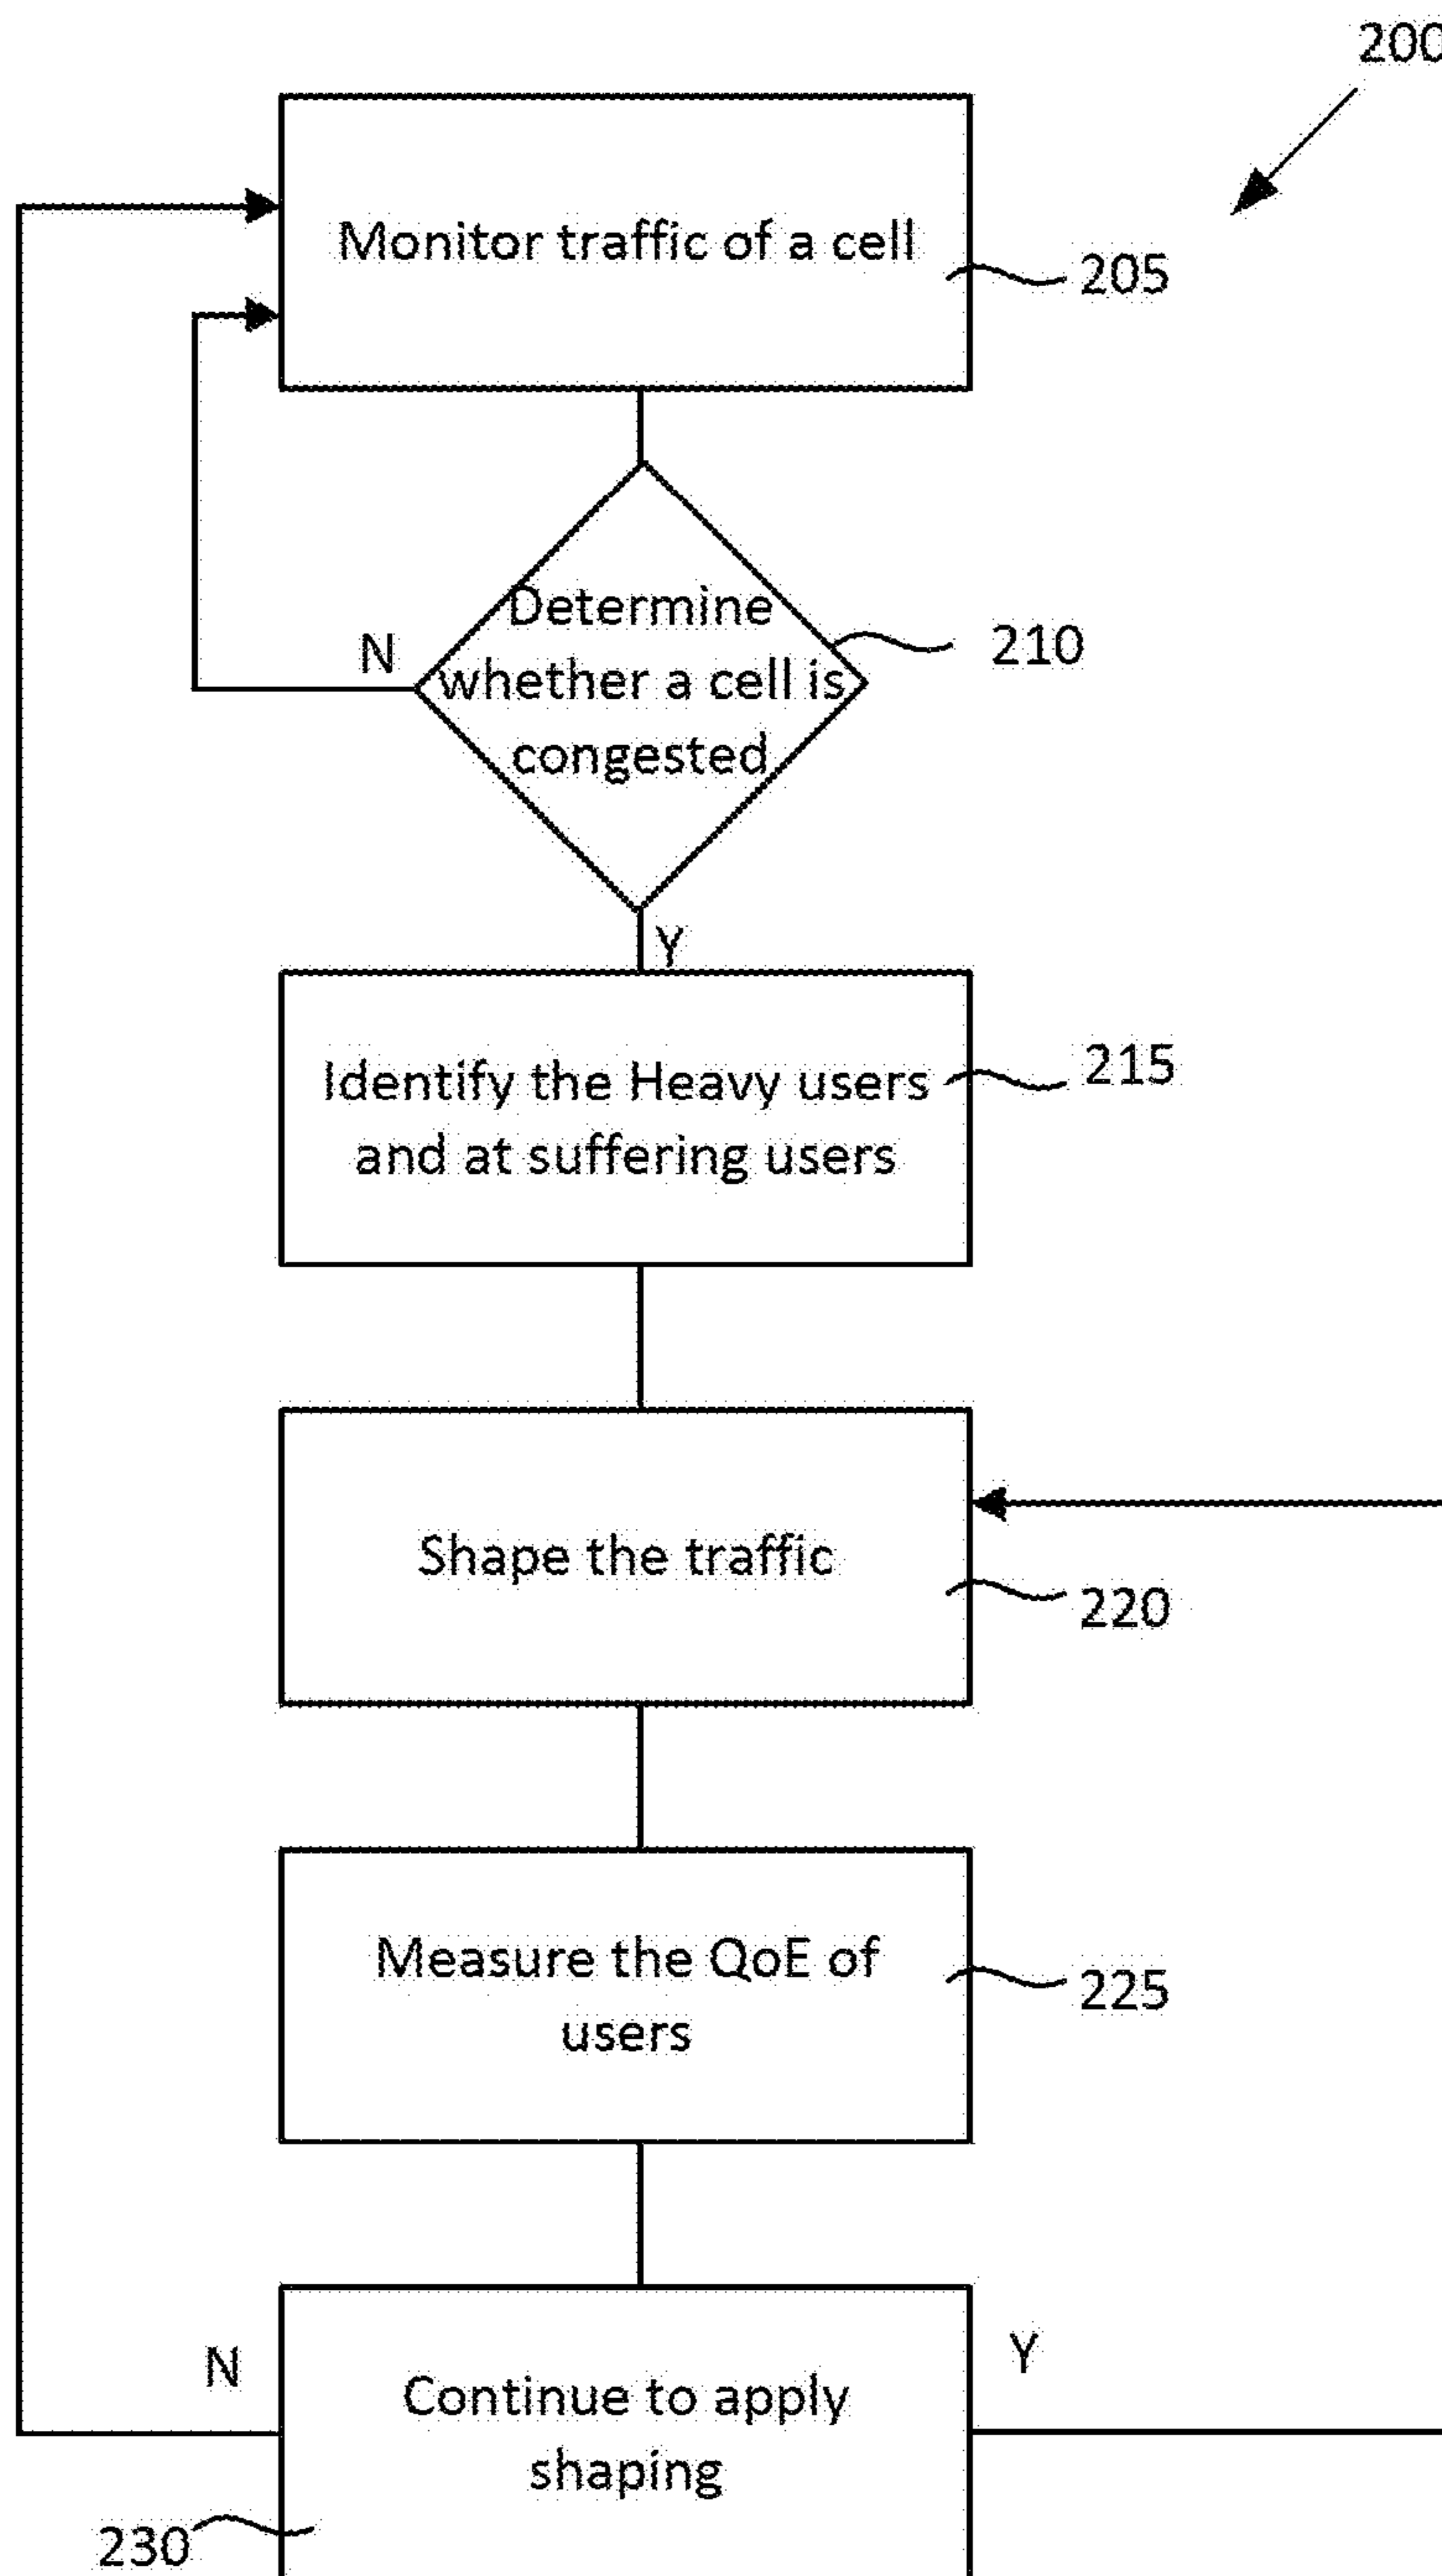 200
Monitor traffic of a cell
205
Determine
whether a cell is
congested
210
N
Y
Identify the Heavy users
and at suffering users
215
Shape the traffic
220
Measure the QoE of
users
225
N
Y
Continue to apply
shaping
230